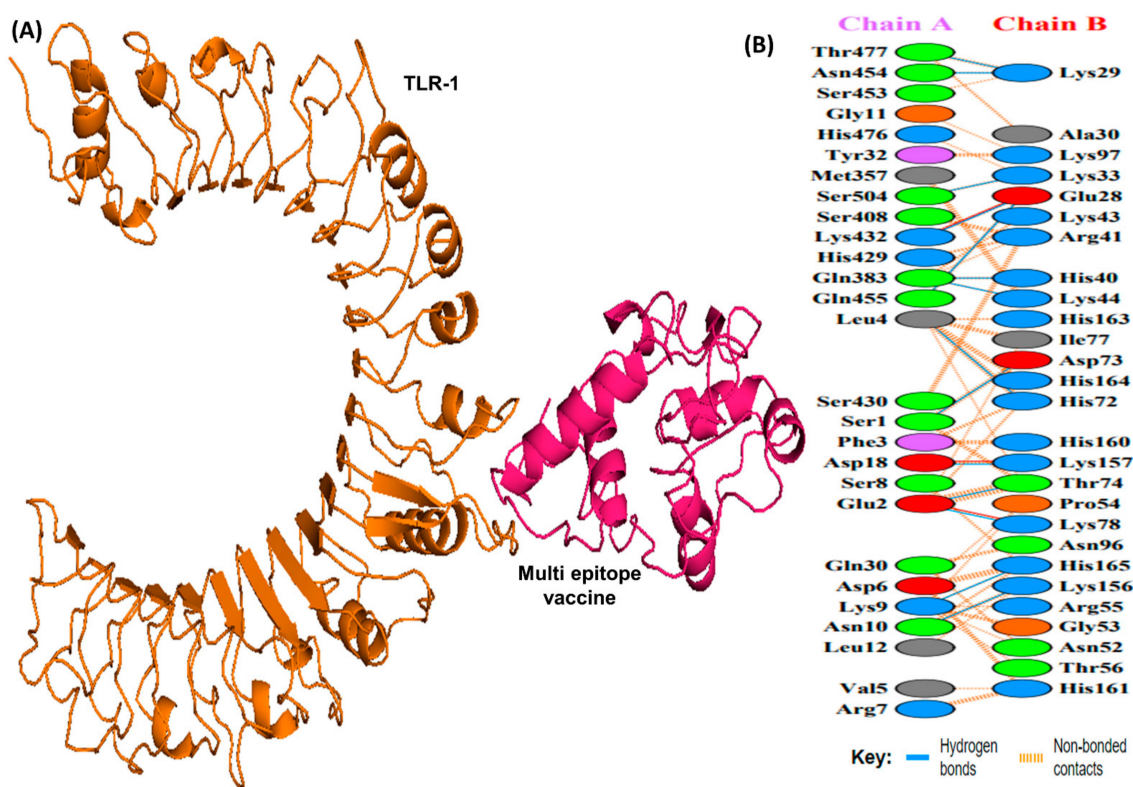 (A)
TLR-1
Multi epitope
vaccine
(B)
Chain A Chain B
Thr477
Asn454 Lys29
Ser453
Gly11
His476 Ala30
Tyr32 Lys97
Met357 Lys33
Ser504 Glu28
Ser408 Lys43
Lys432 Arg41
His429
Gln383 His40
Gln455 Lys44
Leu4 His163
Ile77
Asp73
His164
Ser430 His72
Ser1
Phe3 His160
Asp18 Lys157
Ser8 Thr74
Glu2 Pro54
Lys78
Asn96
Gln30 His165
Asp6 Lys156
Lys9 Arg55
Asn10 Gly53
Leu12 Asn52
Thr56
Val5 His161
Arg7
Key: Hydrogen bonds Non-bonded contacts